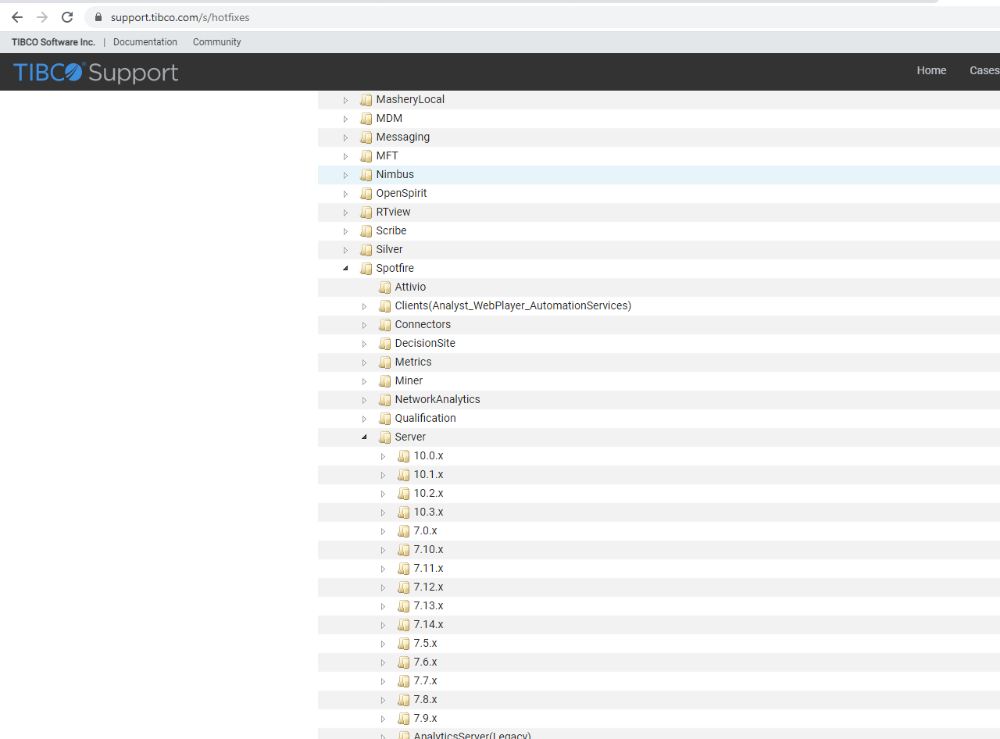 support.tibco.com/s/hotfixes
TIBCO Software Inc. | Documentation Community
TIBCO® Support Home Cases
MasheryLocal
MDM
Messaging
MFT
Nimbus
OpenSpirit
RTview
Scribe
Silver
Spotfire
Attivio
Clients(Analyst_WebPlayer_AutomationServices)
Connectors
DecisionSite
Metrics
Miner
NetworkAnalytics
Qualification
Server
10.0.x
10.1.x
10.2.x
10.3.x
7.0.x
7.10.x
7.11.x
7.12.x
7.13.x
7.14.x
7.5.x
7.6.x
7.7.x
7.8.x
7.9.x
AnalyticsServer(Legacy)